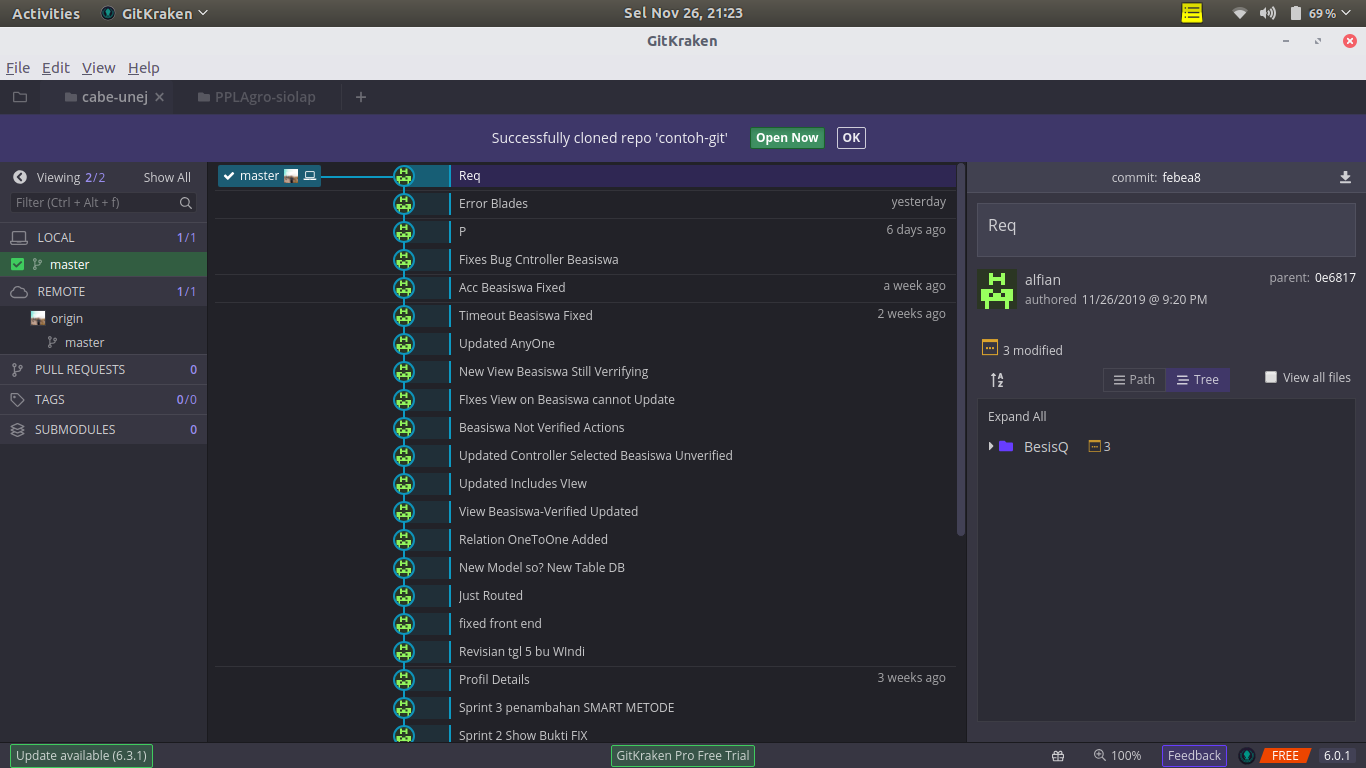 Activities GitKraken Sel Nov 26, 21:23 69 %
GitKraken
File Edit View Help
cabe-unej PPLAgro-siolap
Successfully cloned repo 'contoh-git' Open Now OK
Viewing 2/2 Show All
Filter (Ctrl + Alt + f)
LOCAL 1/1
master
REMOTE 1/1
origin
master
PULL REQUESTS 0
TAGS 0/0
SUBMODULES 0
master Req
Error Blades yesterday
P 6 days ago
Fixes Bug Cntroller Beasiswa
Acc Beasiswa Fixed a week ago
Timeout Beasiswa Fixed 2 weeks ago
Updated AnyOne
New View Beasiswa Still Verrifying
FIxes View on Beasiswa cannot Update
Beasiswa Not Verified Actions
Updated Controller Selected Beasiswa Unverified
Updated Includes VIew
View Beasiswa-Verified Updated
Relation OneToOne Added
New Model so? New Table DB
Just Routed
fixed front end
Revisian tgl 5 bu WIndi
Profil Details 3 weeks ago
Sprint 3 penambahan SMART METODE
Sprint 2 Show Bukti FIX
commit: febea8
Req
alfian parent: 0e6817
authored 11/26/2019 @ 9:20 PM
3 modified
Path Tree View all files
Expand All
BesisQ 3
Update available (6.3.1) GitKraken Pro Free Trial 100% Feedback FREE 6.0.1